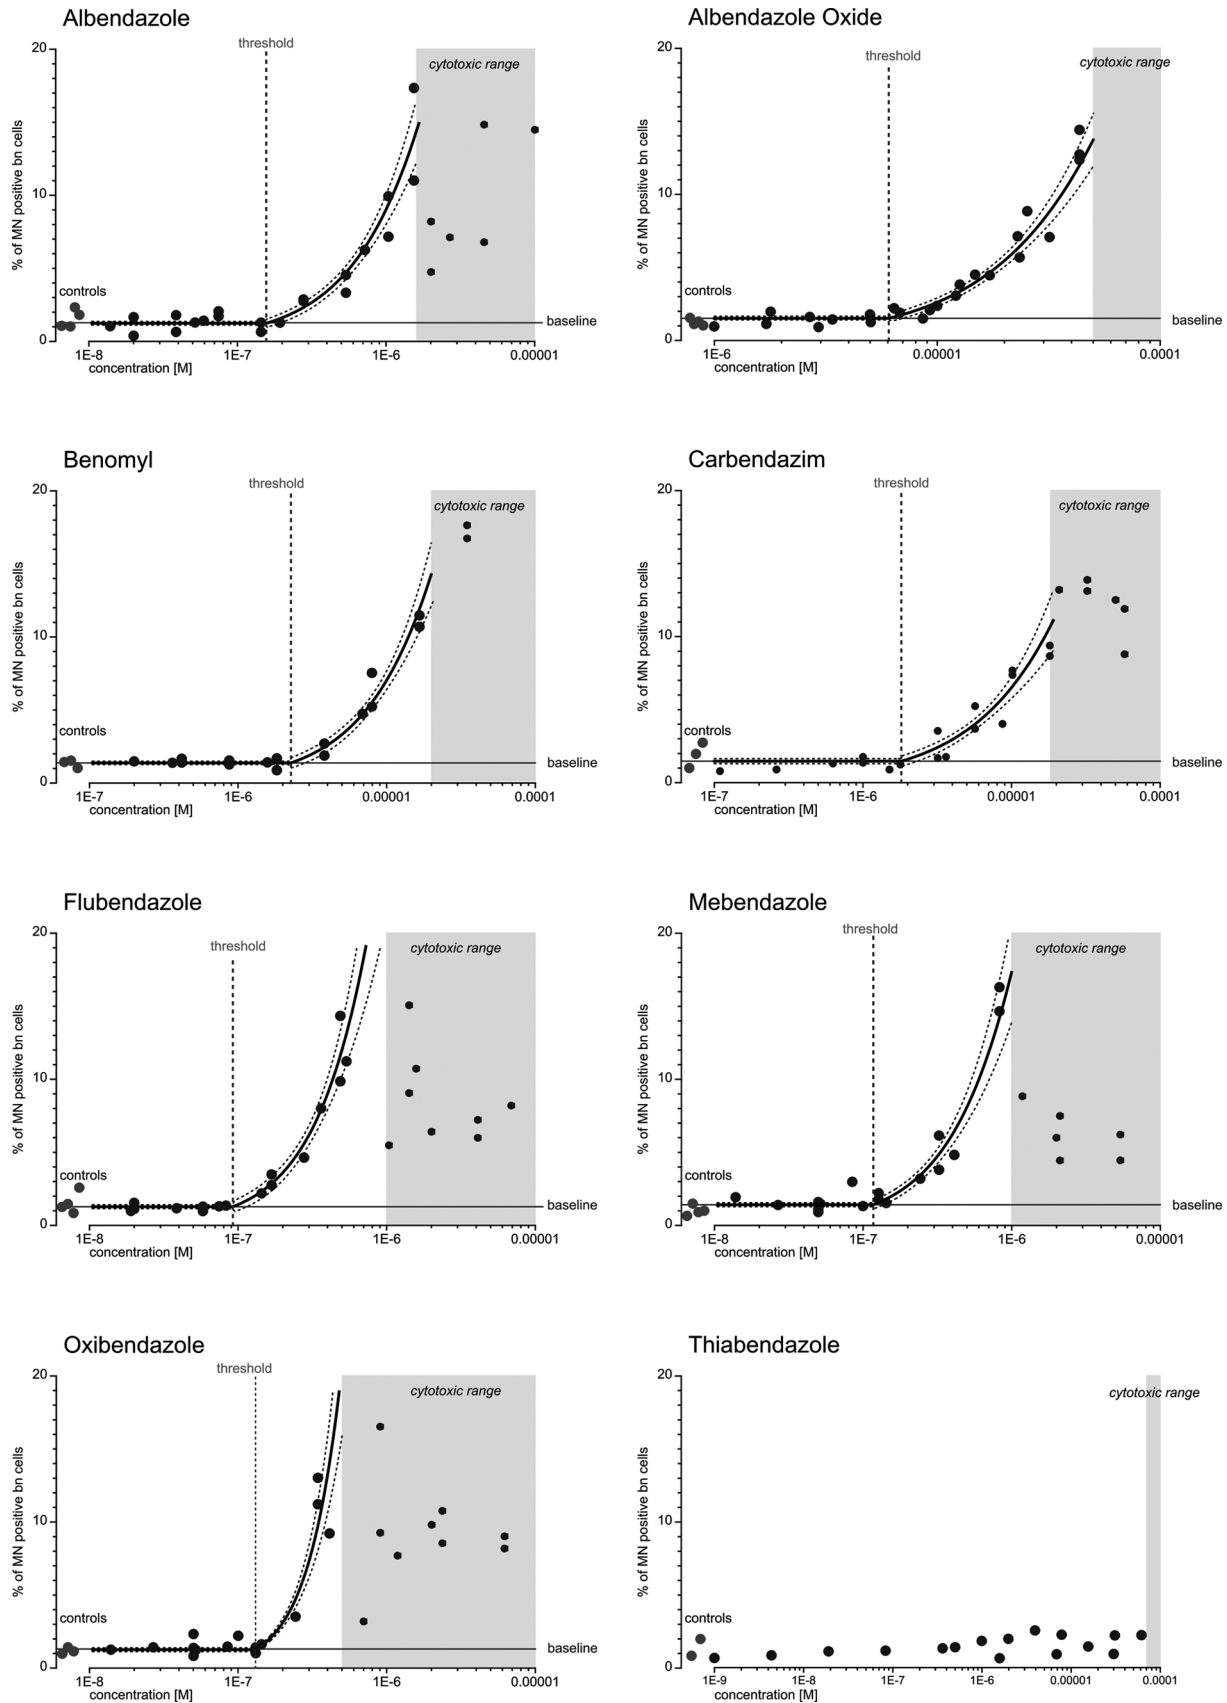 Albendazole
threshold
cytotoxic range
20
10
0
% of MN positive bn cells
controls
baseline
1E-8 1E-7 1E-6 0.00001
concentration [M]
Albendazole Oxide
threshold
cytotoxic range
20
10
0
% of MN positive bn cells
controls
baseline
1E-6 0.00001 0.0001
concentration [M]
Benomyl
threshold
cytotoxic range
20
10
0
% of MN positive bn cells
controls
baseline
1E-7 1E-6 0.00001 0.0001
concentration [M]
Carbendazim
threshold
cytotoxic range
20
10
0
% of MN positive bn cells
controls
baseline
1E-7 1E-6 0.00001 0.0001
concentration [M]
Flubendazole
threshold
cytotoxic range
20
10
0
% of MN positive bn cells
controls
baseline
1E-8 1E-7 1E-6 0.00001
concentration [M]
Mebendazole
threshold
cytotoxic range
20
10
0
% of MN positive bn cells
controls
baseline
1E-8 1E-7 1E-6 0.00001
concentration [M]
Oxibendazole
threshold
cytotoxic range
20
10
0
% of MN positive bn cells
controls
baseline
1E-8 1E-7 1E-6 0.00001
concentration [M]
Thiabendazole
cytotoxic range
20
10
0
% of MN positive bn cells
controls
1E-9 1E-8 1E-7 1E-6 0.00001 0.0001
concentration [M]